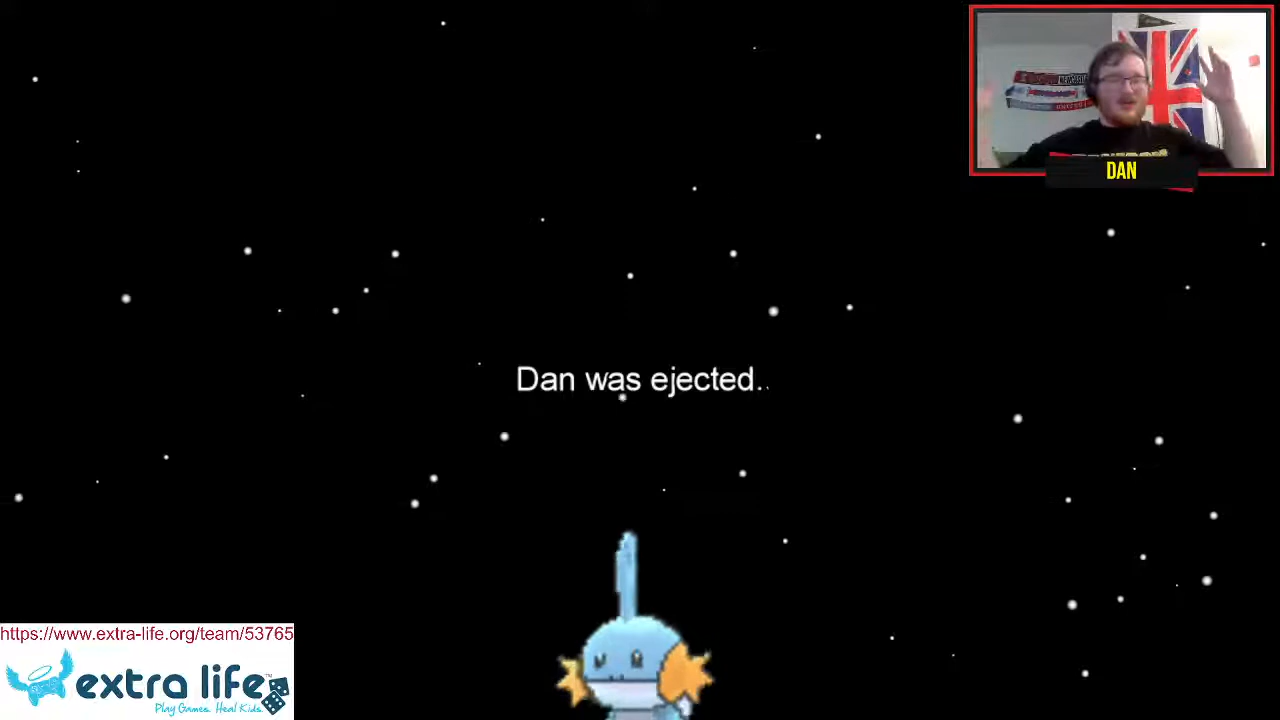 DAN
Dan was ejected.
https://www.extra-life.org/team/53765
extra life
Play Games. Heal Kids.